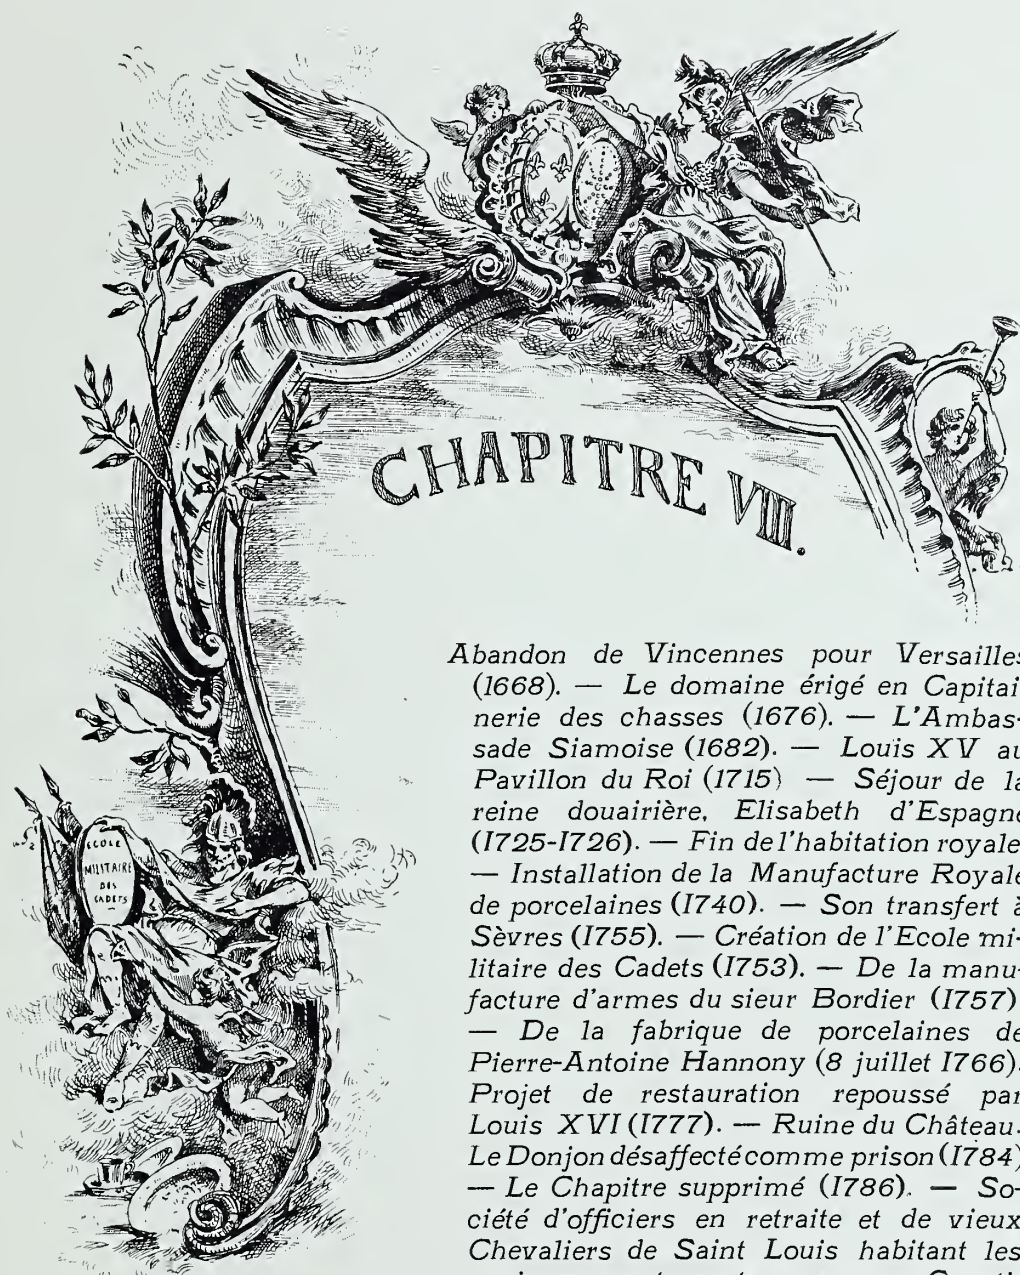 CHAPITRE VIII.
Abandon de Vincennes pour Versailles
(1668). — Le domaine érigé en Capitai
nerie des chasses (1676). — L'Ambas-
sade Siamoise (1682). — Louis XV au
Pavillon du Roi (1715) — Séjour de la
reine douairière, Elisabeth d'Espagne
(1725-1726). — Fin de l'habitation royale
— Installation de la Manufacture Royale
de porcelaines (1740). — Son transfert à
Sèvres (1755). — Création de l'Ecole mi-
litaire des Cadets (1753). — De la manu-
facture d'armes du sieur Bordier (1757)
— De la fabrique de porcelaines de
Pierre-Antoine Hannony (8 juillet 1766).
Projet de restauration repoussé par
Louis XVI (1777). — Ruine du Château.
Le Donjon désaffecté comme prison (1784)
— Le Chapitre supprimé (1786). — So-
ciété d'officiers en retraite et de vieux
Chevaliers de Saint Louis habitant les
ECOLE
MILITAIRE
DES
CADETS